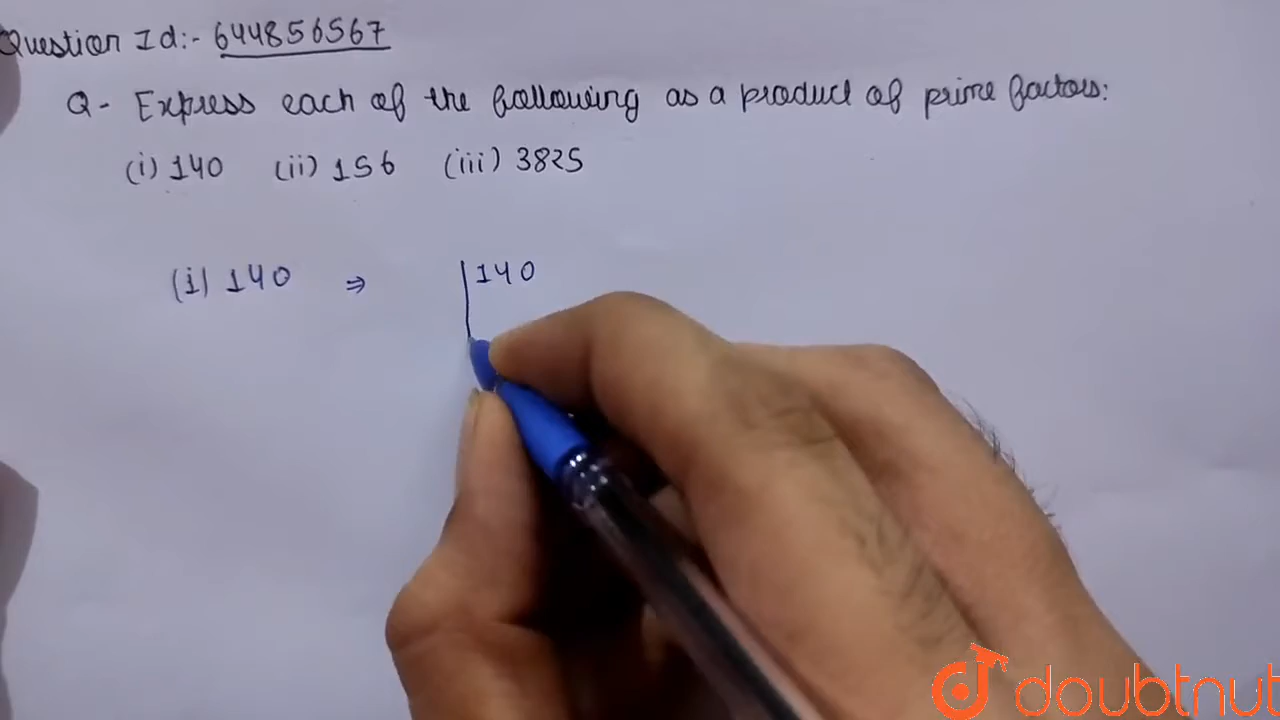 Question Id:- 644856567
Q- Express each of the following as a product of prime factors:
(i) 140 (ii) 156 (iii) 3825
(i) 140 ⇒ 140
doubtnut